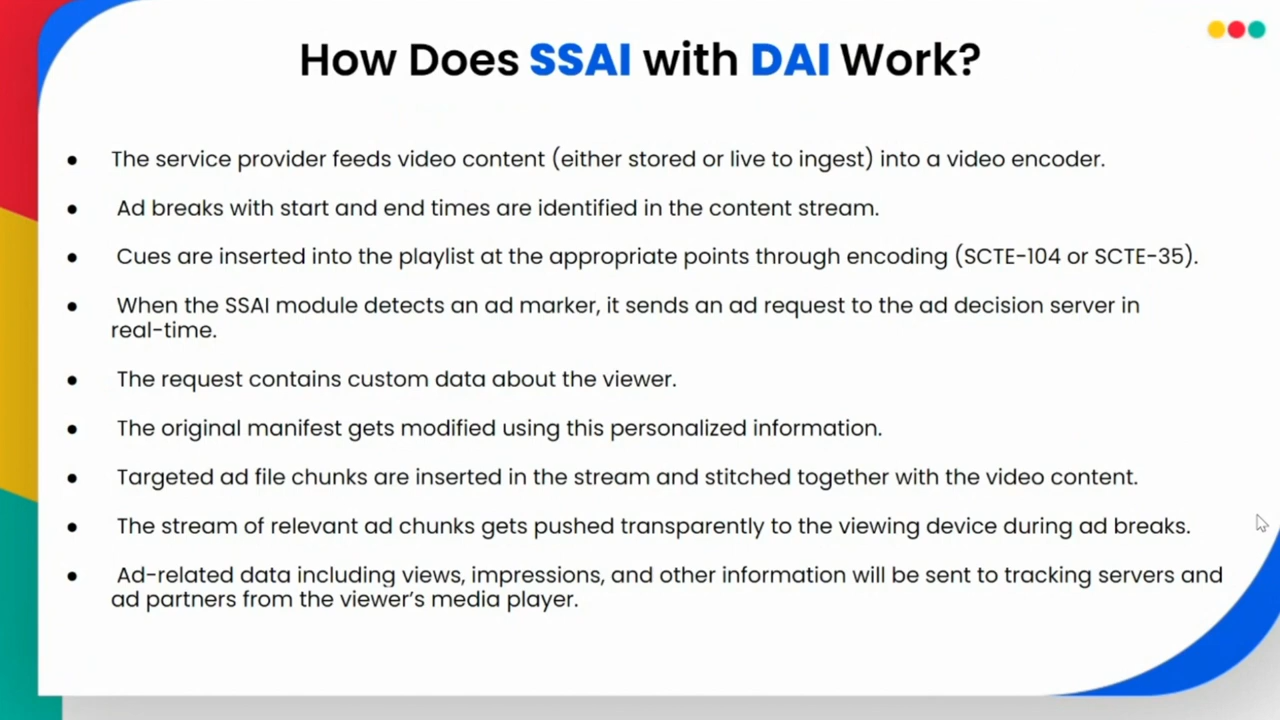 How Does SSAI with DAI Work?
● The service provider feeds video content (either stored or live to ingest) into a video encoder.
● Ad breaks with start and end times are identified in the content stream.
● Cues are inserted into the playlist at the appropriate points through encoding (SCTE-104 or SCTE-35).
● When the SSAI module detects an ad marker, it sends an ad request to the ad decision server in
real-time.
● The request contains custom data about the viewer.
● The original manifest gets modified using this personalized information.
● Targeted ad file chunks are inserted in the stream and stitched together with the video content.
● The stream of relevant ad chunks gets pushed transparently to the viewing device during ad breaks.
● Ad-related data including views, impressions, and other information will be sent to tracking servers and
ad partners from the viewer's media player.